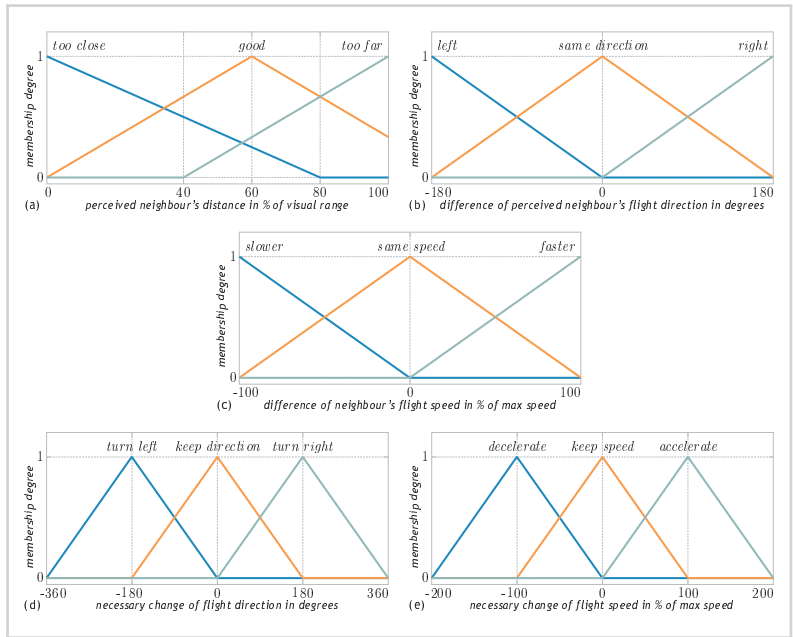 too close good too far
1
membership degree
0
0 40 60 80 100
(a) perceived neighbour's distance in % of visual range
left same direction right
1
membership degree
0
-180 0 180
(b) difference of perceived neighbour's flight direction in degrees
slower same speed faster
1
membership degree
0
-100 0 100
(c) difference of neighbour's flight speed in % of max speed
turn left keep direction turn right
1
membership degree
0
-360 -180 0 180 360
(d) necessary change of flight direction in degrees
decelerate keep speed accelerate
1
membership degree
0
-200 -100 0 100 200
(e) necessary change of flight speed in % of max speed